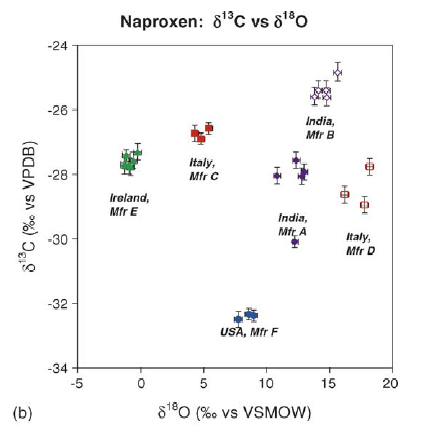 Naproxen: δ¹³C vs δ¹⁸O
-24
-26
-28
-30
-32
-34
δ¹³C (‰ vs VPDB)
India,
Mfr B
Italy,
Mfr C
Ireland,
Mfr E
India,
Mfr A
Italy,
Mfr D
USA, Mfr F
-5
0
5
10
15
20
(b)
δ¹⁸O (‰ vs VSMOW)